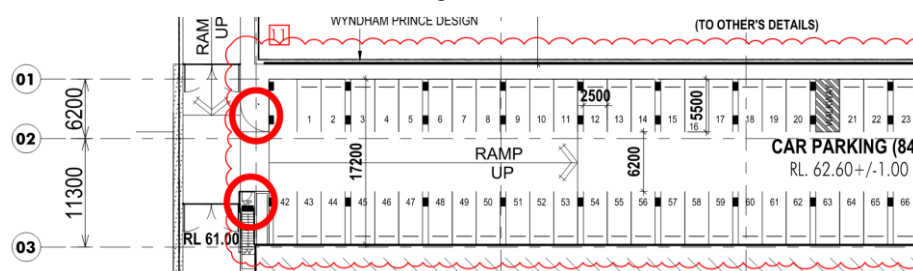 WYNDHAM PRINCE DESIGN
(TO OTHER'S DETAILS)
11
RAM
UP
01
6200
02
11300
03
1 2 3 4 5 6 7 8 9 10 11 12 13 14 15 16 17 18 19 20 21 22 23
2500
5500
17200
RAMP
UP
6200
CAR PARKING (84
RL. 62.60+/-1.00
42 43 44 45 46 47 48 49 50 51 52 53 54 55 56 57 58 59 60 61 62 63 64 65 66
RL 61.00